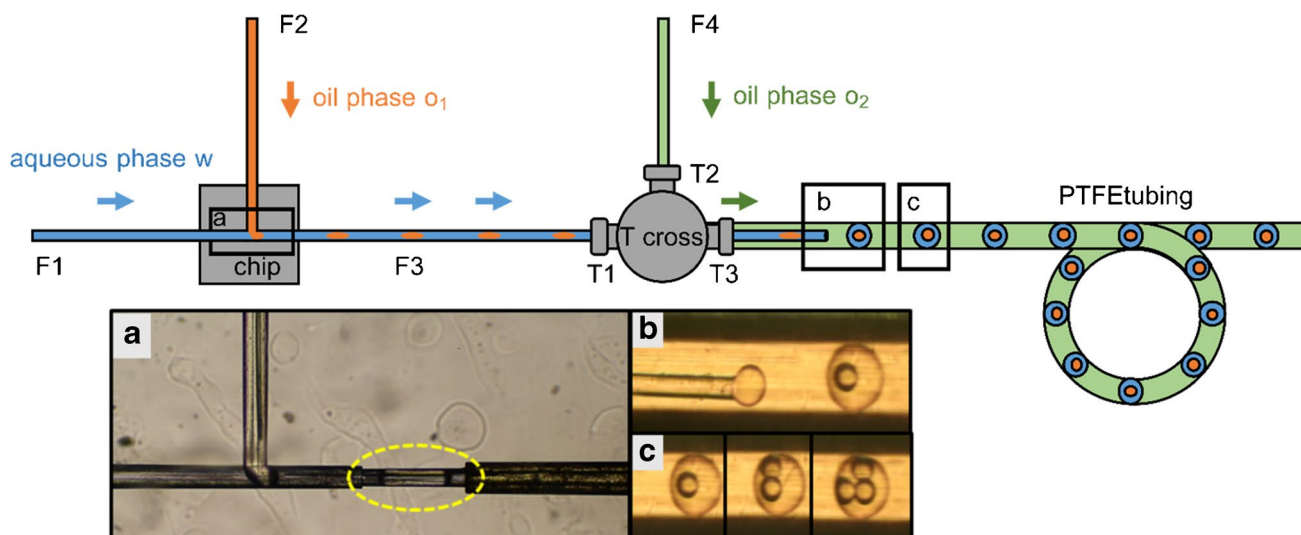 F2
F4
oil phase o₁
oil phase o₂
aqueous phase w
T2
a
b
c
PTFEtubing
T cross
F1
chip
F3
T1
T3
a
b
c